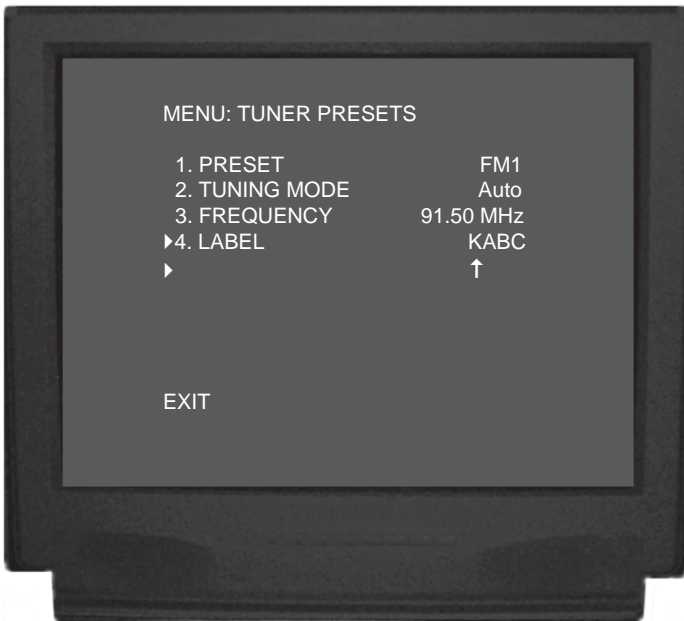 MENU: TUNER PRESETS
1. PRESET FM1
2. TUNING MODE Auto
3. FREQUENCY 91.50 MHz
4. LABEL KABC
EXIT